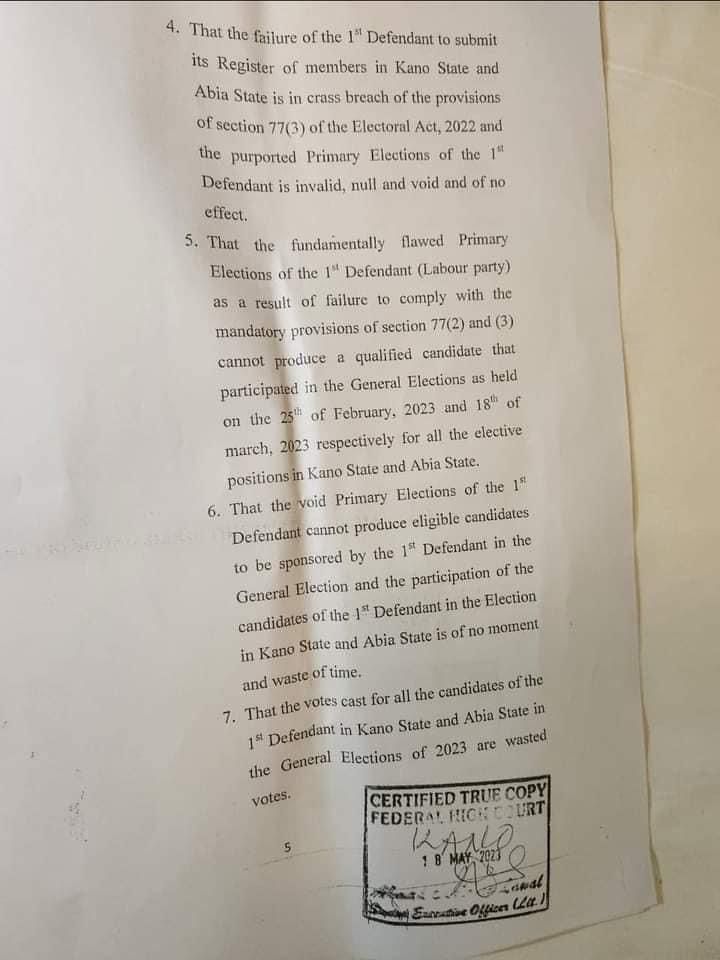 4. That the failure of the 1st Defendant to submit
its Register of members in Kano State and
Abia State is in crass breach of the provisions
of section 77(3) of the Electoral Act, 2022 and
the purported Primary Elections of the 1st
Defendant is invalid, null and void and of no
effect.
5. That the fundamentally flawed Primary
Elections of the 1st Defendant (Labour party)
as a result of failure to comply with the
mandatory provisions of section 77(2) and (3)
cannot produce a qualified candidate that
participated in the General Elections as held
on the 25th of February, 2023 and 18th of
march, 2023 respectively for all the elective
positions in Kano State and Abia State.
6. That the void Primary Elections of the 1st
Defendant cannot produce eligible candidates
to be sponsored by the 1st Defendant in the
General Election and the participation of the
candidates of the 1st Defendant in the Election
in Kano State and Abia State is of no moment
and waste of time.
7. That the votes cast for all the candidates of the
1st Defendant in Kano State and Abia State in
the General Elections of 2023 are wasted
votes.
5
CERTIFIED TRUE COPY
FEDERAL HIGH COURT
KANO
18 MAY 2023
Lawal
Executive Officer (Lit.)